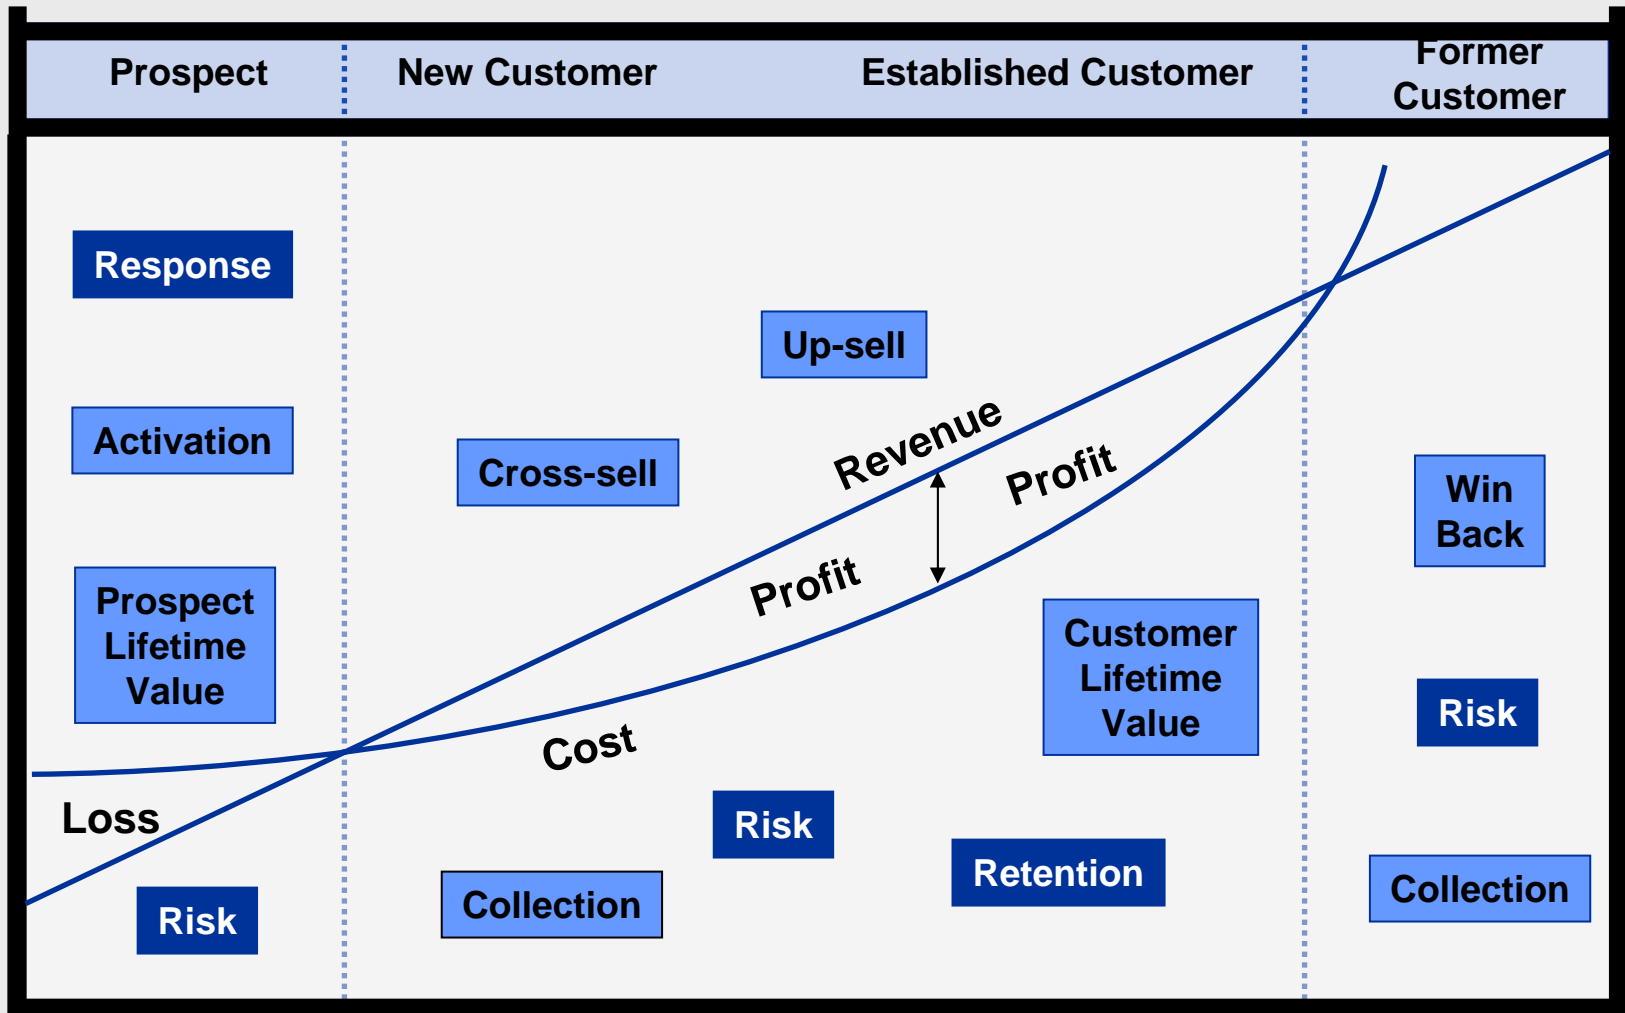 Prospect
New Customer
Established Customer
Former
Customer
Response
Activation
Prospect
Lifetime
Value
Loss
Risk
Cross-sell
Up-sell
Revenue
Profit
Profit
Cost
Collection
Risk
Customer
Lifetime
Value
Retention
Win
Back
Risk
Collection